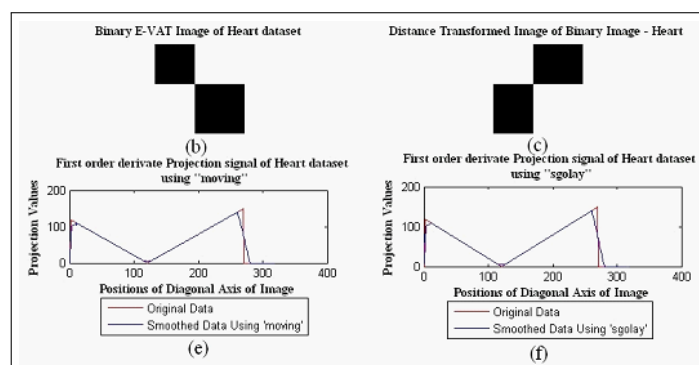 Binary E-VAT Image of Heart dataset
Distance Transformed Image of Binary Image - Heart
(b)
(c)
First order derivate Projection signal of Heart dataset
using "moving"
Projection Values
200
100
0
0
100
200
300
400
Positions of Diagonal Axis of Image
Original Data
Smoothed Data Using 'moving'
(e)
First order derivate Projection signal of Heart dataset
using "sgolay"
Projection Values
200
100
0
0
100
200
300
400
Positions of Diagonal Axis of Image
Original Data
Smoothed Data Using 'sgolay'
(f)